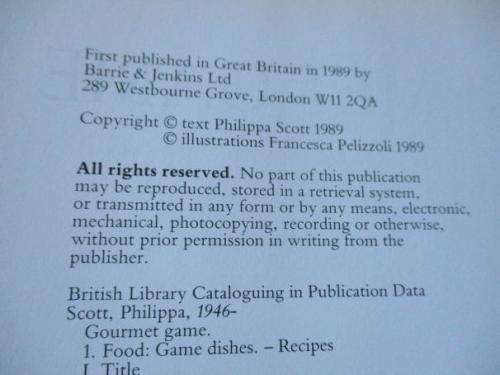 First published in Great Britain in 1989 by
Barrie & Jenkins Ltd
289 Westbourne Grove, London W11 2QA
Copyright © text Philippa Scott 1989
© illustrations Francesca Pelizzoli 1989
All rights reserved. No part of this publication
may be reproduced, stored in a retrieval system,
or transmitted in any form or by any means, electronic,
mechanical, photocopying, recording or otherwise,
without prior permission in writing from the
publisher.
British Library Cataloguing in Publication Data
Scott, Philippa, 1946-
Gourmet game.
1. Food: Game dishes. – Recipes
I. Title